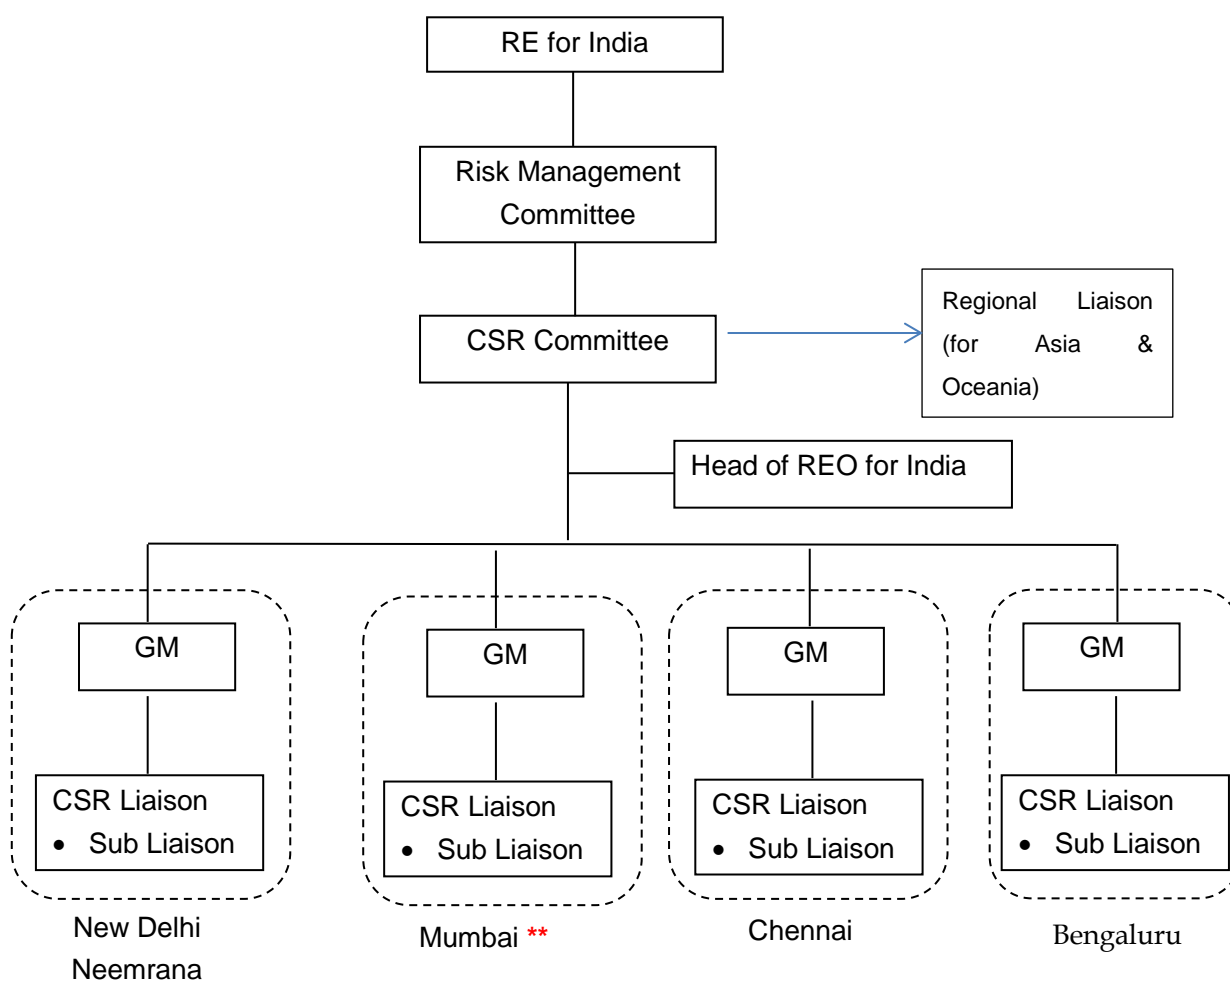 RE for India
Risk Management
Committee
CSR Committee
Regional Liaison
(for Asia &
Oceania)
Head of REO for India
GM
GM
GM
GM
CSR Liaison
• Sub Liaison
CSR Liaison
• Sub Liaison
CSR Liaison
• Sub Liaison
CSR Liaison
• Sub Liaison
New Delhi
Neemrana
Mumbai **
Chennai
Bengaluru